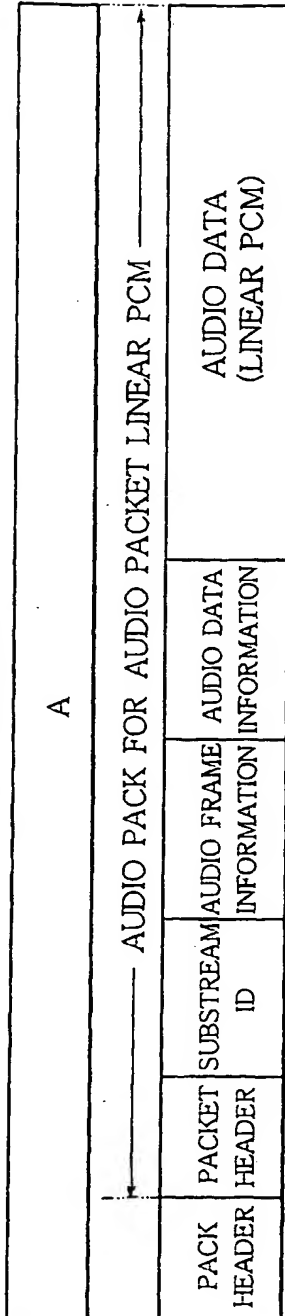 A
AUDIO PACK FOR AUDIO PACKET LINEAR PCM
PACK
HEADER
PACKET
HEADER
SUBSTREAM
ID
AUDIO FRAME
INFORMATION
AUDIO DATA
INFORMATION
AUDIO DATA
(LINEAR PCM)